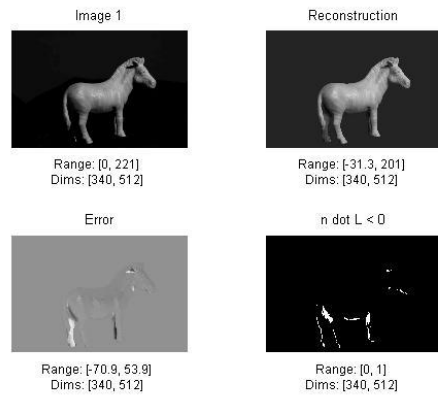 Image 1
Reconstruction
Range: [0, 221]
Dims: [340, 512]
Range: [-31.3, 201]
Dims: [340, 512]
Error
n dot L < 0
Range: [-70.9, 53.9]
Dims: [340, 512]
Range: [0, 1]
Dims: [340, 512]